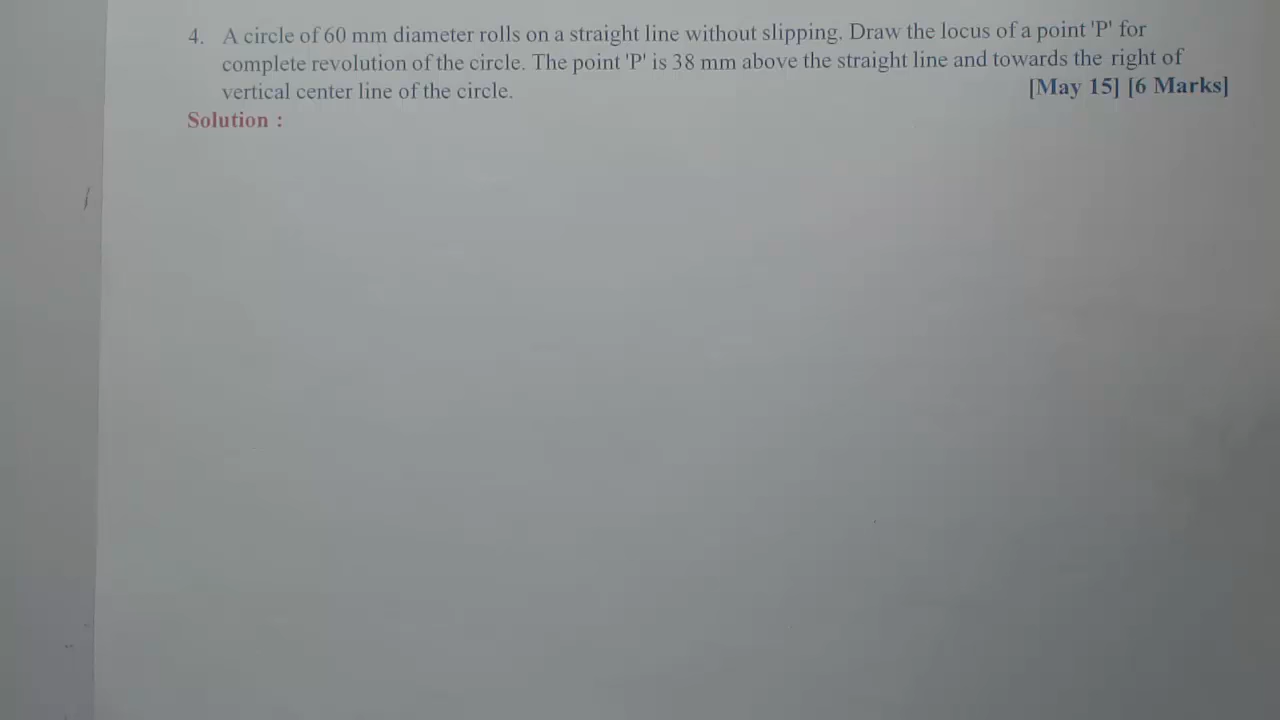 4. A circle of 60 mm diameter rolls on a straight line without slipping. Draw the locus of a point 'P' for
complete revolution of the circle. The point 'P' is 38 mm above the straight line and towards the right of
vertical center line of the circle. [May 15] [6 Marks]
Solution :